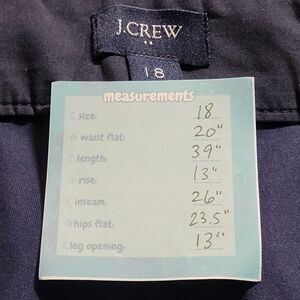 J.CREW
18
measurements
size: 18
waist flat: 20"
length: 39"
rise: 13"
inseam: 26"
hips flat: 23.5"
leg opening: 13"